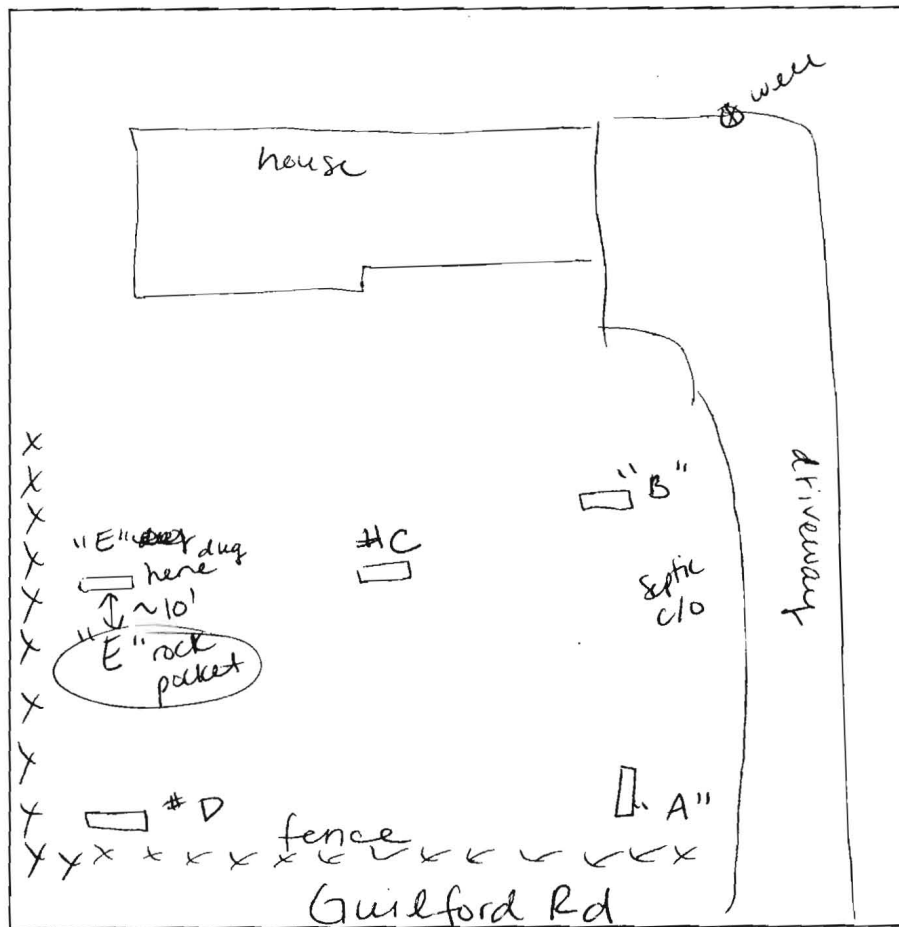 well
house
driveway
"B"
#C
"E" dug
here
~10'
Septic
c/o
"E" rock
pocket
# D
"A"
fence
Guilford Rd